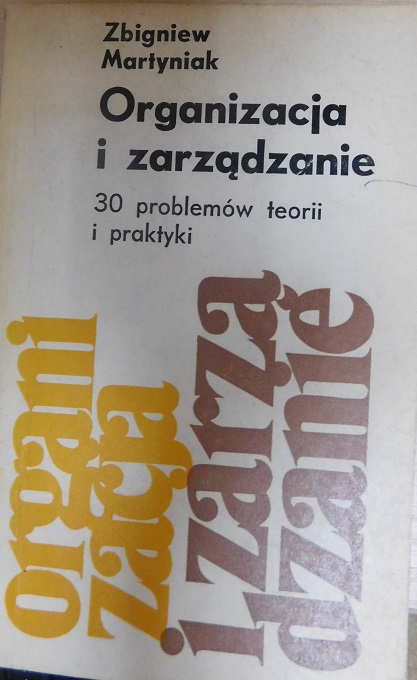 Zbigniew
Martyniak
Organizacja
i zarządzanie
30 problemów teorii
i praktyki
organi
zacja
i zarzą
dzanie